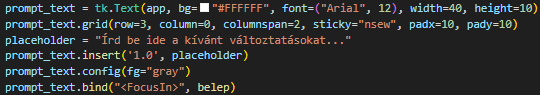 prompt_text = tk.Text(app, bg="#FFFFFF", font=("Arial", 12), width=40, height=10)
prompt_text.grid(row=3, column=0, columnspan=2, sticky="nsew", padx=10, pady=10)
placeholder = "Írd be ide a kívánt változtatásokat..."
prompt_text.insert('1.0', placeholder)
prompt_text.config(fg="gray")
prompt_text.bind("<FocusIn>", belep)